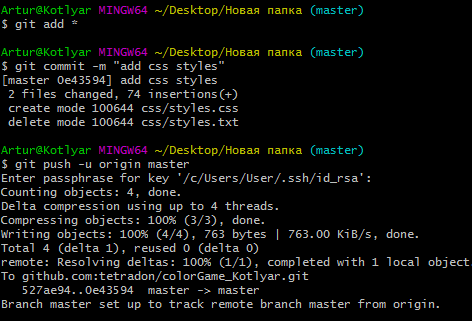 Artur@Kotlyar MINGW64 ~/Desktop/Новая папка (master)
$ git add *
Artur@Kotlyar MINGW64 ~/Desktop/Новая папка (master)
$ git commit -m "add css styles"
[master 0e43594] add css styles
 2 files changed, 74 insertions(+)
 create mode 100644 css/styles.css
 delete mode 100644 css/styles.txt
Artur@Kotlyar MINGW64 ~/Desktop/Новая папка (master)
$ git push -u origin master
Enter passphrase for key '/c/Users/User/.ssh/id_rsa':
Counting objects: 4, done.
Delta compression using up to 4 threads.
Compressing objects: 100% (3/3), done.
Writing objects: 100% (4/4), 763 bytes | 763.00 KiB/s, done.
Total 4 (delta 1), reused 0 (delta 0)
remote: Resolving deltas: 100% (1/1), completed with 1 local object
To github.com:tetradon/colorGame_Kotlyar.git
   527ae94..0e43594  master -> master
Branch master set up to track remote branch master from origin.